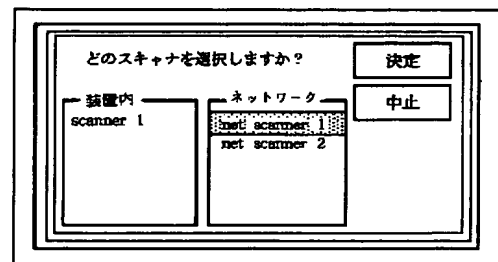 どのスキャナを選択しますか?
決定
中止
装置内
scanner 1
ネットワーク
net scanner 1
net scanner 2